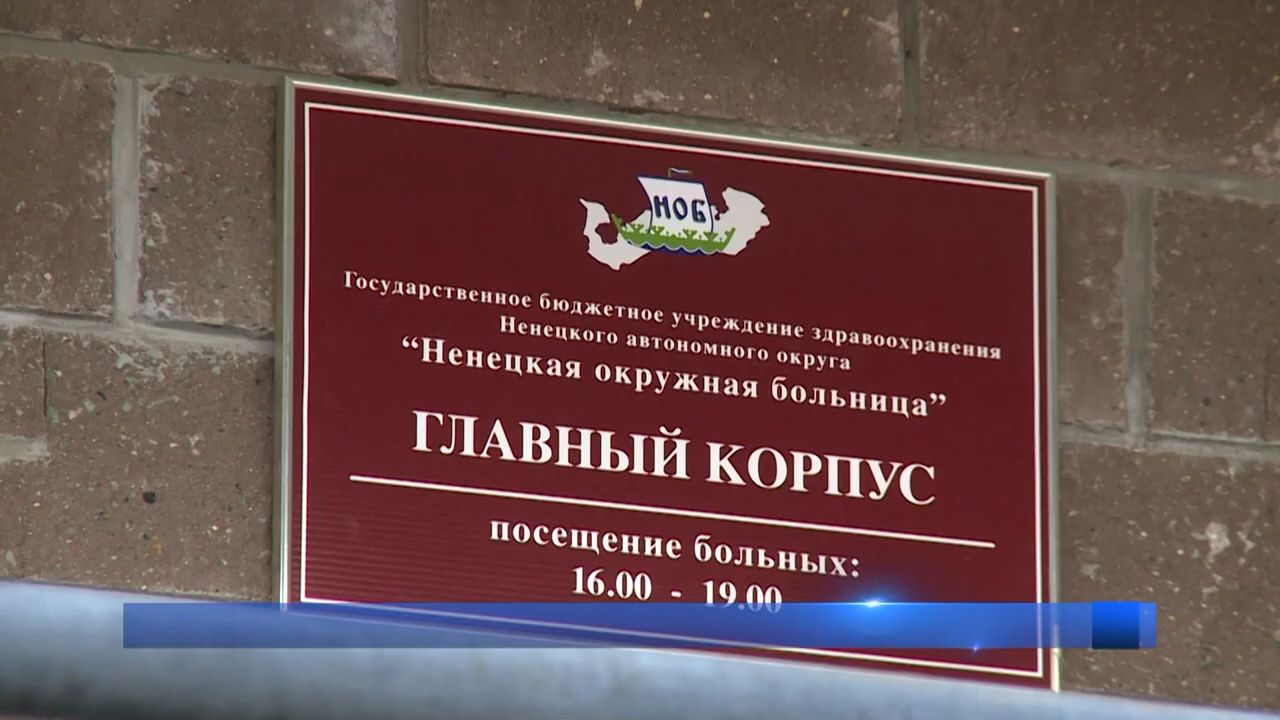 НОБ
Государственное бюджетное учреждение здравоохранения
Ненецкого автономного округа
“Ненецкая окружная больница”
ГЛАВНЫЙ КОРПУС
посещение больных:
16.00 - 19.00